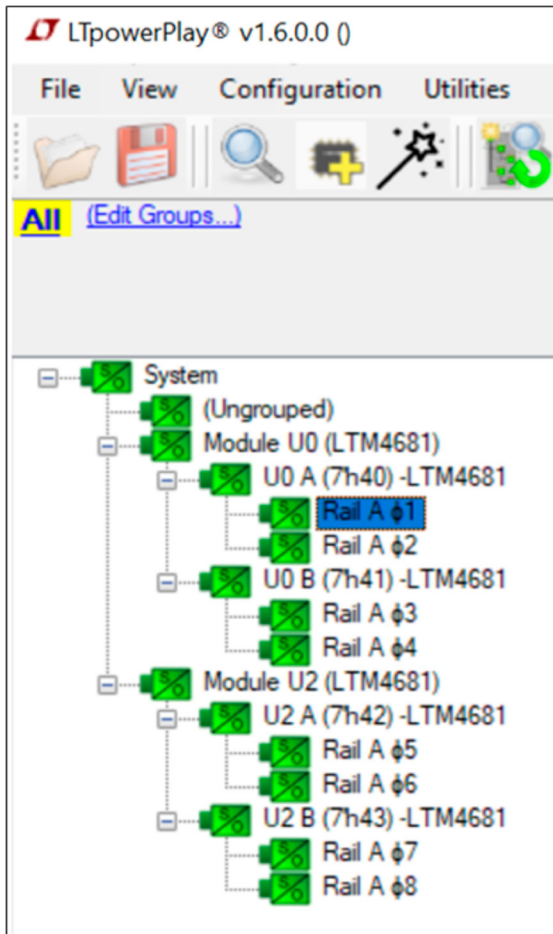 LTpowerPlay® v1.6.0.0 ()
File View Configuration Utilities
All (Edit Groups...)
System
(Ungrouped)
Module U0 (LTM4681)
U0 A (7h40) -LTM4681
Rail A ϕ1
Rail A ϕ2
U0 B (7h41) -LTM4681
Rail A ϕ3
Rail A ϕ4
Module U2 (LTM4681)
U2 A (7h42) -LTM4681
Rail A ϕ5
Rail A ϕ6
U2 B (7h43) -LTM4681
Rail A ϕ7
Rail A ϕ8